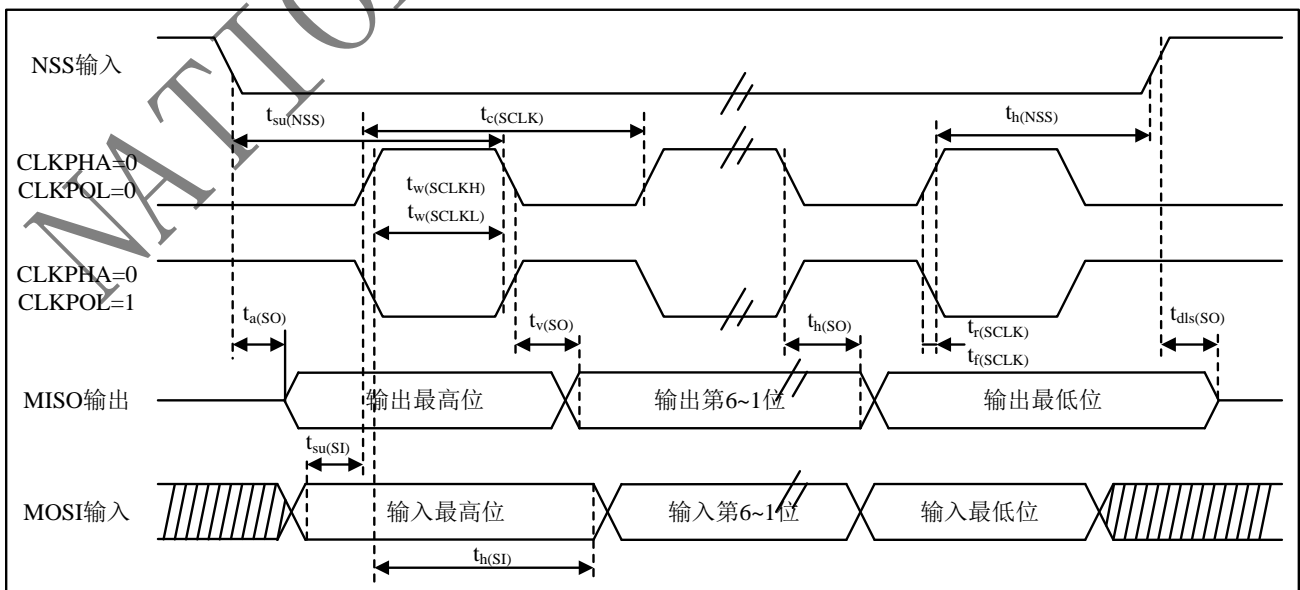 NATION
NSS输入
tsu(NSS)
tc(SCLK)
th(NSS)
CLKPHA=0
CLKPOL=0
tw(SCLKH)
tw(SCLKL)
CLKPHA=0
CLKPOL=1
ta(SO)
tv(SO)
th(SO)
tr(SCLK)
tf(SCLK)
tdls(SO)
MISO输出
输出最高位
输出第6~1位
输出最低位
tsu(SI)
MOSI输入
输入最高位
输入第6~1位
输入最低位
th(SI)